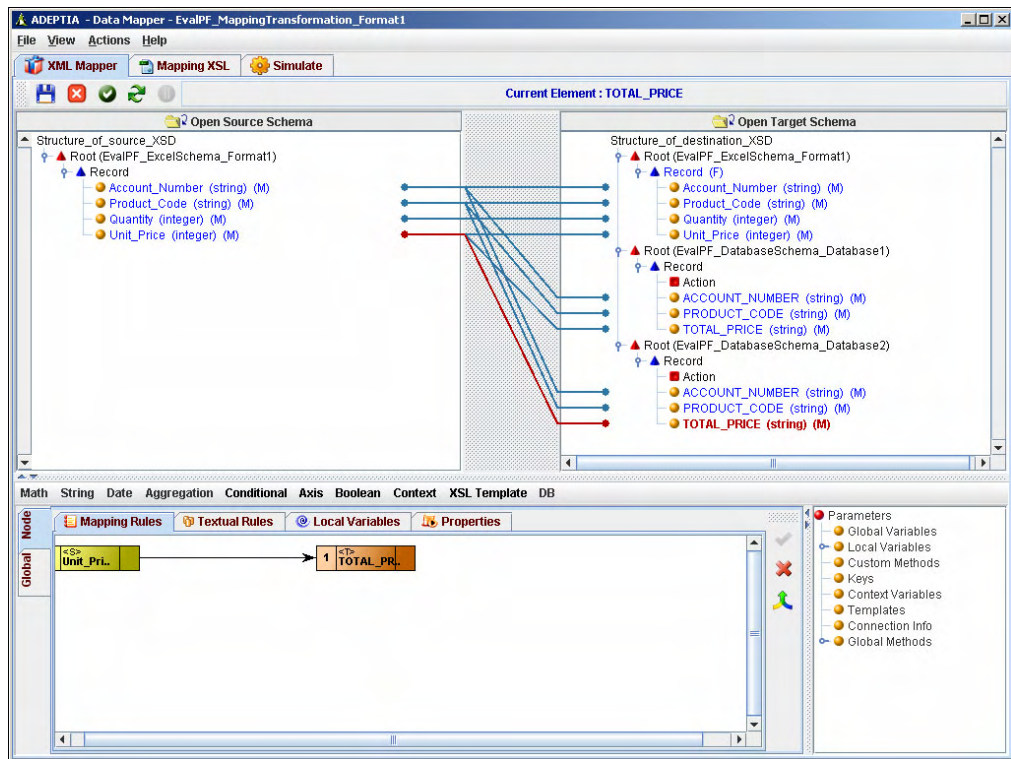 ADEPTIA - Data Mapper - EvalPF_MappingTransformation_Format1
File View Actions Help
XML Mapper Mapping XSL Simulate
Current Element : TOTAL_PRICE
Open Source Schema
Structure_of_source_XSD
Root (EvalPF_ExcelSchema_Format1)
Record
Account_Number (string) (M)
Product_Code (string) (M)
Quantity (integer) (M)
Unit_Price (integer) (M)
Open Target Schema
Structure_of_destination_XSD
Root (EvalPF_ExcelSchema_Format1)
Record (F)
Account_Number (string) (M)
Product_Code (string) (M)
Quantity (integer) (M)
Unit_Price (integer) (M)
Root (EvalPF_DatabaseSchema_Database1)
Record
Action
ACCOUNT_NUMBER (string) (M)
PRODUCT_CODE (string) (M)
TOTAL_PRICE (string) (M)
Root (EvalPF_DatabaseSchema_Database2)
Record
Action
ACCOUNT_NUMBER (string) (M)
PRODUCT_CODE (string) (M)
TOTAL_PRICE (string) (M)
Math String Date Aggregation Conditional Axis Boolean Context XSL Template DB
Node
Global
Mapping Rules Textual Rules Local Variables Properties
<S>
Unit_Pri..
1
<T>
TOTAL_PR..
Parameters
Global Variables
Local Variables
Custom Methods
Keys
Context Variables
Templates
Connection Info
Global Methods